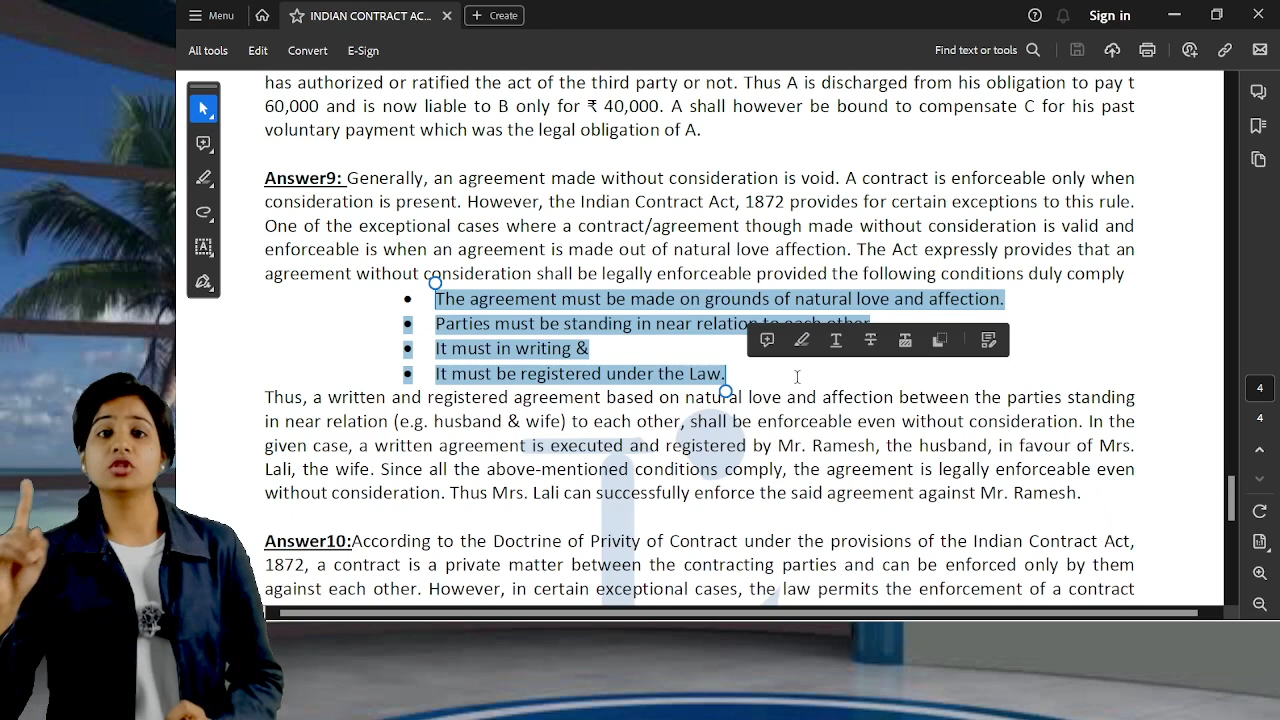 Menu
INDIAN CONTRACT AC...
Create
Sign in
All tools
Edit
Convert
E-Sign
Find text or tools
has authorized or ratified the act of the third party or not. Thus A is discharged from his obligation to pay t
60,000 and is now liable to B only for ₹ 40,000. A shall however be bound to compensate C for his past
voluntary payment which was the legal obligation of A.
Answer9: Generally, an agreement made without consideration is void. A contract is enforceable only when
consideration is present. However, the Indian Contract Act, 1872 provides for certain exceptions to this rule.
One of the exceptional cases where a contract/agreement though made without consideration is valid and
enforceable is when an agreement is made out of natural love affection. The Act expressly provides that an
agreement without consideration shall be legally enforceable provided the following conditions duly comply
• The agreement must be made on grounds of natural love and affection.
• Parties must be standing in near relation to each other
• It must in writing &
• It must be registered under the Law.
Thus, a written and registered agreement based on natural love and affection between the parties standing
in near relation (e.g. husband & wife) to each other, shall be enforceable even without consideration. In the
given case, a written agreement is executed and registered by Mr. Ramesh, the husband, in favour of Mrs.
Lali, the wife. Since all the above-mentioned conditions comply, the agreement is legally enforceable even
without consideration. Thus Mrs. Lali can successfully enforce the said agreement against Mr. Ramesh.
Answer10:According to the Doctrine of Privity of Contract under the provisions of the Indian Contract Act,
1872, a contract is a private matter between the contracting parties and can be enforced only by them
against each other. However, in certain exceptional cases, the law permits the enforcement of a contract
4
4